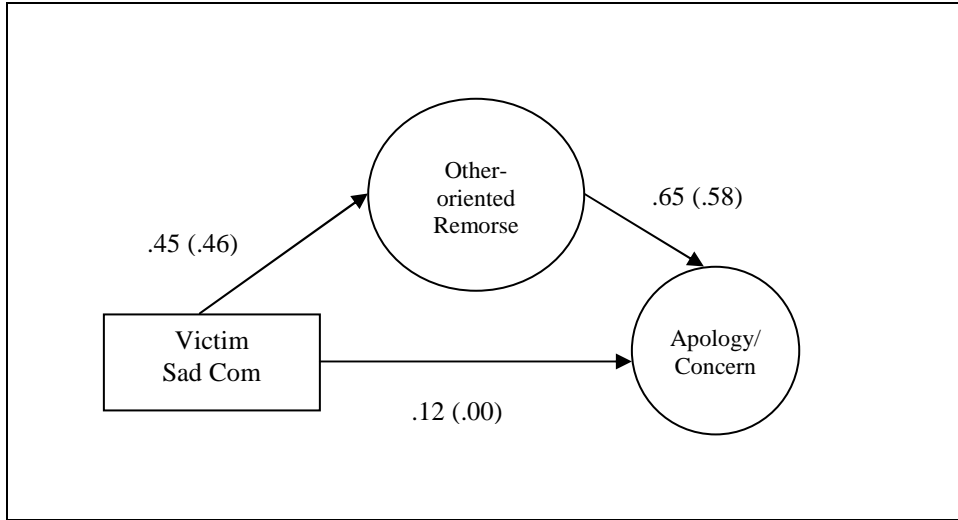 Other-
oriented
Remorse
.65 (.58)
.45 (.46)
Victim
Sad Com
Apology/
Concern
.12 (.00)